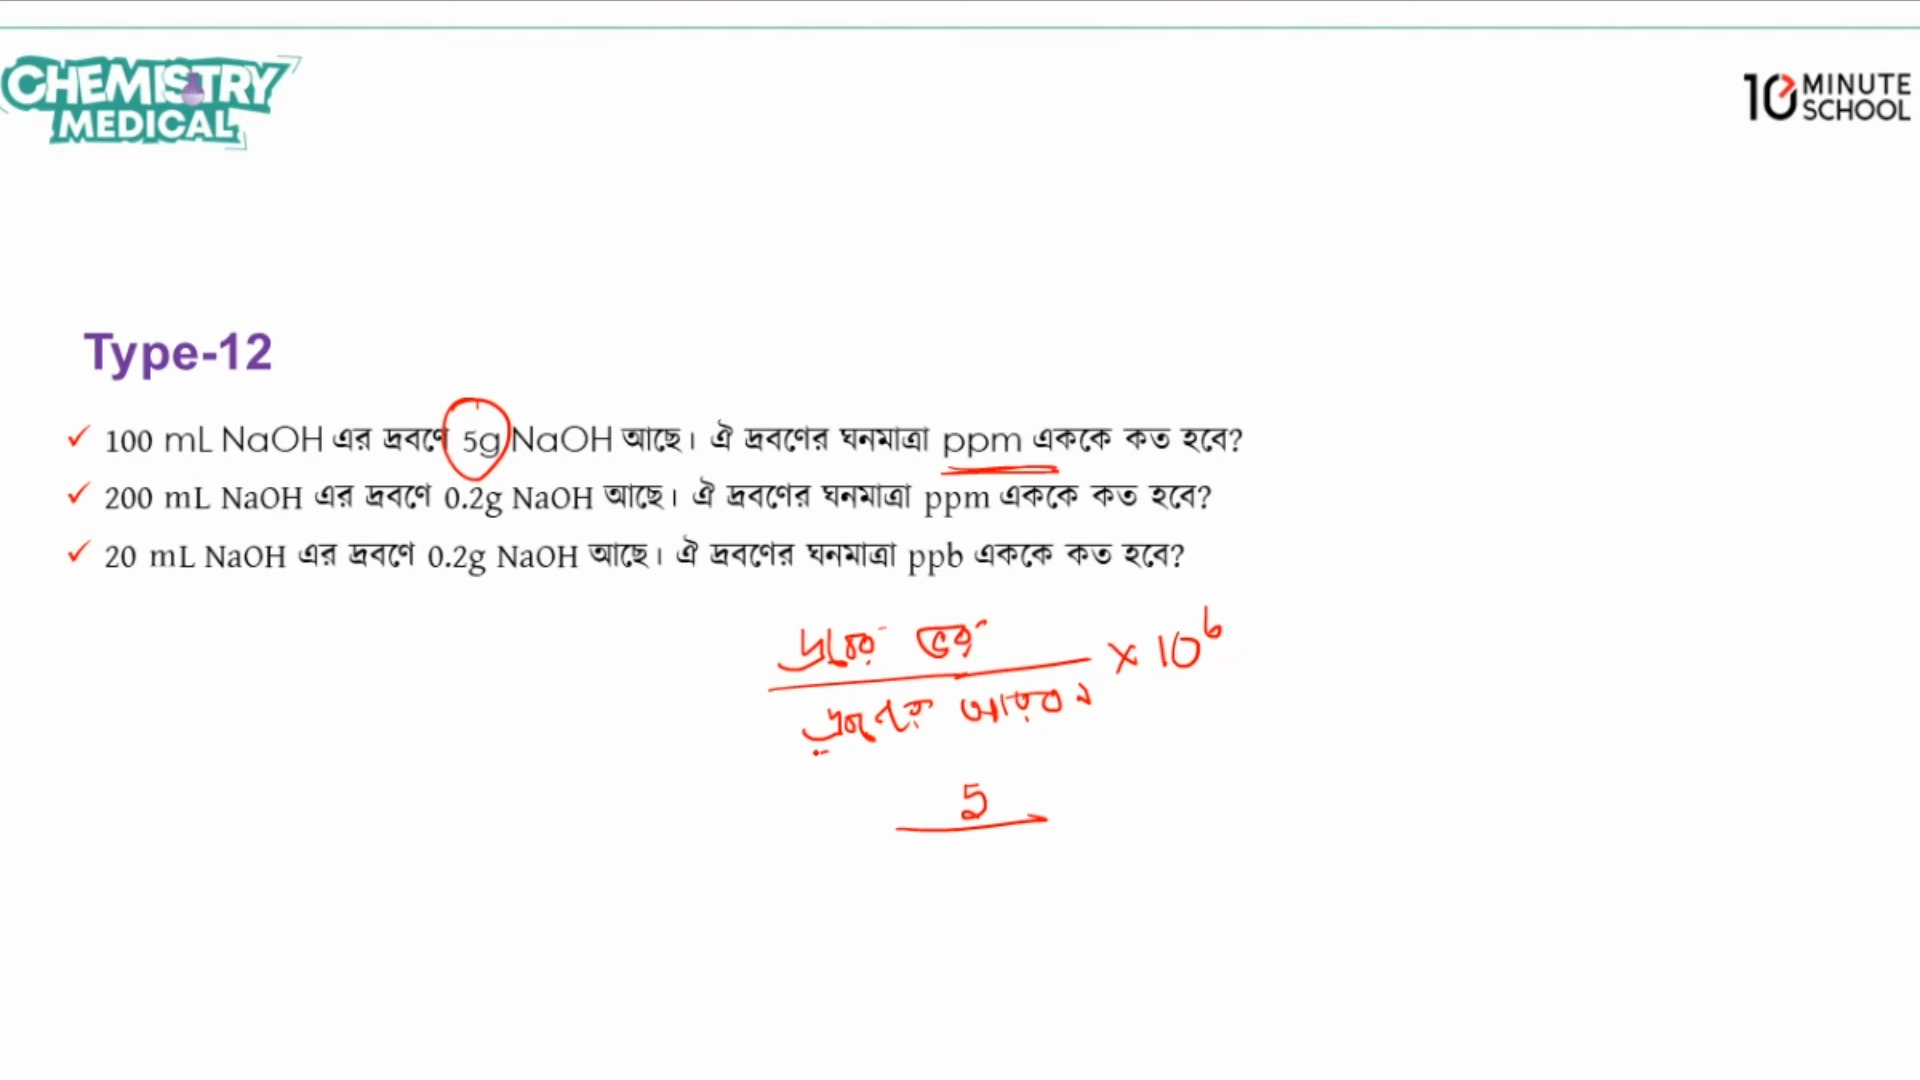 CHEMISTRY
MEDICAL
10 MINUTE
SCHOOL
Type-12
✓ 100 mL NaOH এর দ্রবণে 5g NaOH আছে। ঐ দ্রবণের ঘনমাত্রা ppm এককে কত হবে?
✓ 200 mL NaOH এর দ্রবণে 0.2g NaOH আছে। ঐ দ্রবণের ঘনমাত্রা ppm এককে কত হবে?
✓ 20 mL NaOH এর দ্রবণে 0.2g NaOH আছে। ঐ দ্রবণের ঘনমাত্রা ppb এককে কত হবে?
দ্রবের ভর × 10⁶
দ্রবণের আয়তন
5